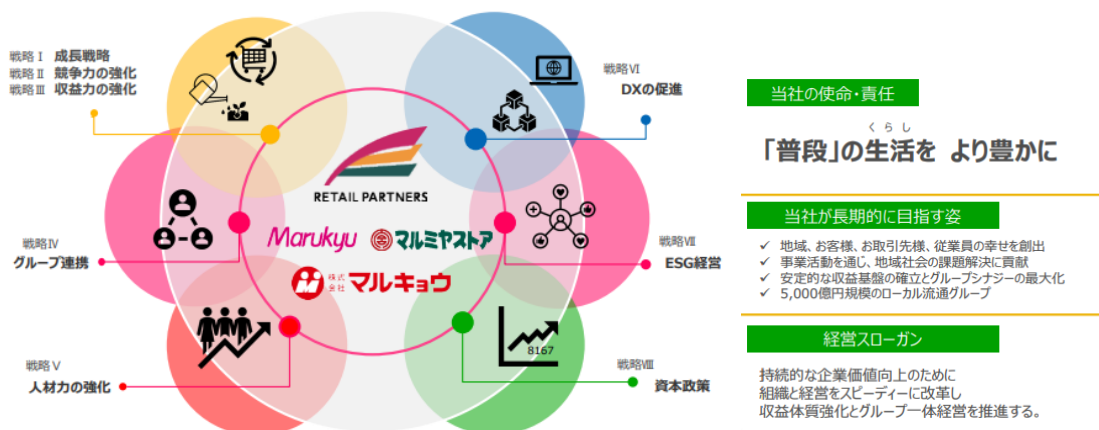 戦略Ⅰ 成長戦略
戦略Ⅱ 競争力の強化
戦略Ⅲ 収益力の強化
戦略Ⅳ
グループ連携
戦略Ⅴ
人材力の強化
RETAIL PARTNERS
Marukyu マルミヤストア
株式会社 マルキョウ
戦略Ⅵ
DXの促進
戦略Ⅶ
ESG経営
8167
戦略Ⅷ
資本政策
当社の使命・責任
くらし
「普段」の生活を より豊かに
当社が長期的に目指す姿
✓ 地域、お客様、お取引先様、従業員の幸せを創出
✓ 事業活動を通じ、地域社会の課題解決に貢献
✓ 安定的な収益基盤の確立とグループシナジーの最大化
✓ 5,000億円規模のローカル流通グループ
経営スローガン
持続的な企業価値向上のために
組織と経営をスピーディーに改革し
収益体質強化とグループ一体経営を推進する。